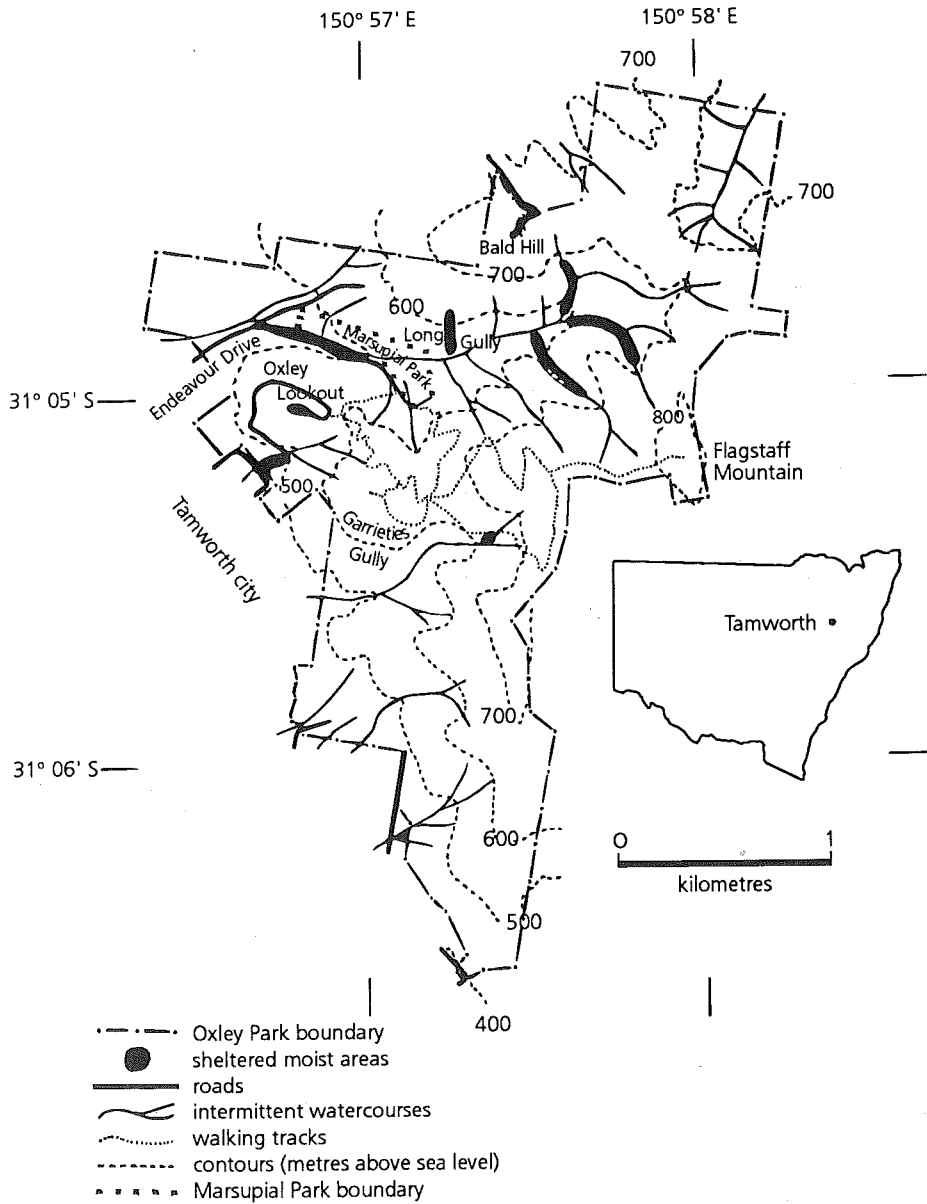 150° 57' E
150° 58' E
700
700
Bald Hill
700
600
Long Gully
Marsupial Park
Endeavour Drive
Oxley
Lookout
31° 05' S
800
Flagstaff
Mountain
500
Tamworth city
Garrieties
Gully
Tamworth
700
31° 06' S
600
0 1
kilometres
500
400
Oxley Park boundary
sheltered moist areas
roads
intermittent watercourses
walking tracks
contours (metres above sea level)
Marsupial Park boundary